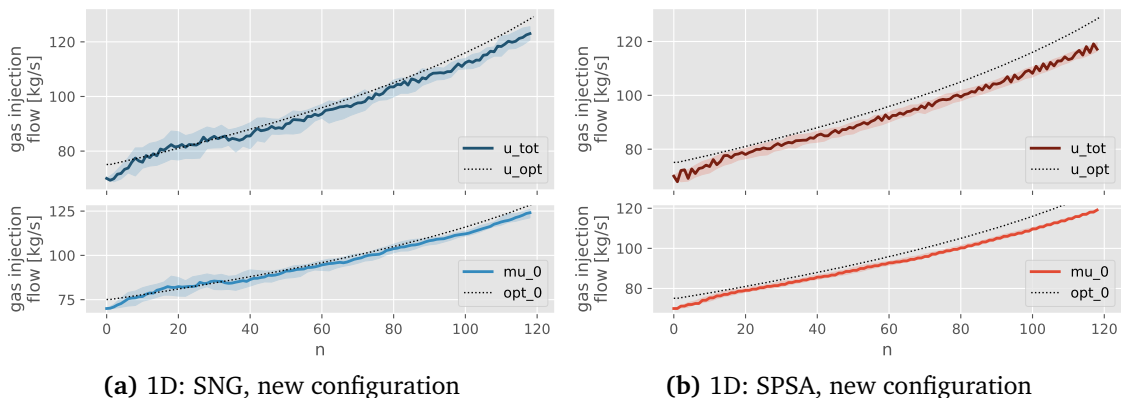 gas injection
flow [kg/s]
120
100
80
u_tot
u_opt
gas injection
flow [kg/s]
125
100
75
mu_0
opt_0
0 20 40 60 80 100 120
n
(a) 1D: SNG, new configuration
gas injection
flow [kg/s]
120
100
80
u_tot
u_opt
gas injection
flow [kg/s]
120
100
80
mu_0
opt_0
0 20 40 60 80 100 120
n
(b) 1D: SPSA, new configuration